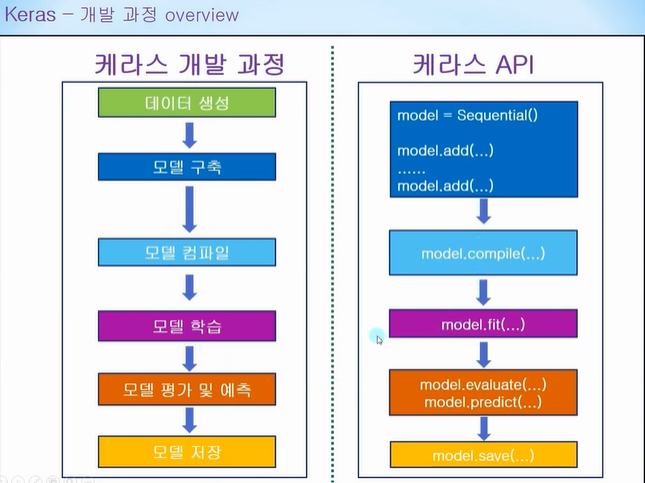 Keras – 개발 과정 overview
케라스 개발 과정
데이터 생성
모델 구축
모델 컴파일
모델 학습
모델 평가 및 예측
모델 저장
케라스 API
model = Sequential()
model.add(...)
......
model.add(...)
model.compile(...)
model.fit(...)
model.evaluate(...)
model.predict(...)
model.save(...)